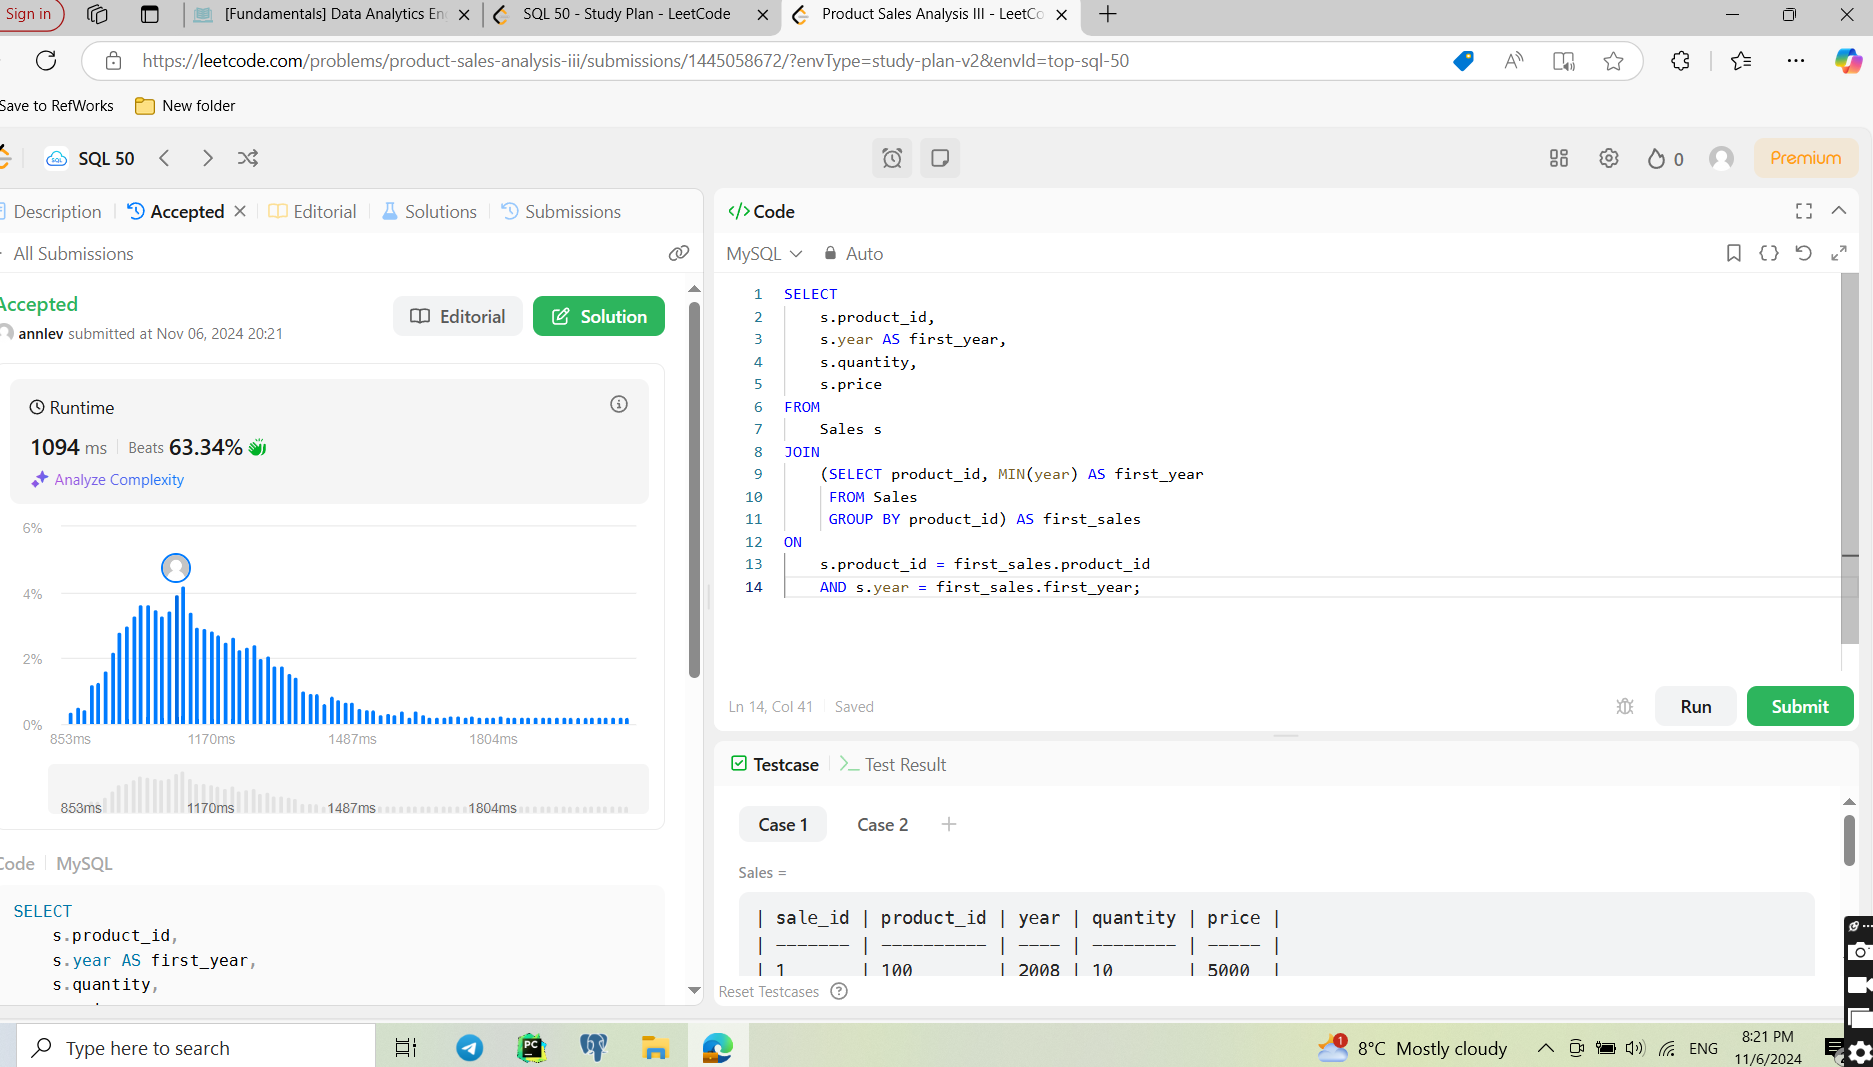 Sign in
[Fundamentals] Data Analytics En
SQL 50 - Study Plan - LeetCode
Product Sales Analysis III - LeetCo
https://leetcode.com/problems/product-sales-analysis-iii/submissions/1445058672/?envType=study-plan-v2&envId=top-sql-50
Save to RefWorks
New folder
SQL 50
0
Premium
Description
Accepted
Editorial
Solutions
Submissions
</> Code
All Submissions
MySQL
Auto
Accepted
annlev submitted at Nov 06, 2024 20:21
Editorial
Solution
Runtime
1094 ms
Beats 63.34%
Analyze Complexity
6%
4%
2%
0%
853ms
1170ms
1487ms
1804ms
853ms
1170ms
1487ms
1804ms
Code
MySQL
SELECT
s.product_id,
s.year AS first_year,
s.quantity,
1 SELECT
2 s.product_id,
3 s.year AS first_year,
4 s.quantity,
5 s.price
6 FROM
7 Sales s
8 JOIN
9 (SELECT product_id, MIN(year) AS first_year
10 FROM Sales
11 GROUP BY product_id) AS first_sales
12 ON
13 s.product_id = first_sales.product_id
14 AND s.year = first_sales.first_year;
Ln 14, Col 41
Saved
Run
Submit
Testcase
Test Result
Case 1
Case 2
Sales =
| sale_id | product_id | year | quantity | price |
| ------- | ---------- | ---- | -------- | ----- |
| 1 | 100 | 2008 | 10 | 5000 |
Reset Testcases
Type here to search
PC
1
8°C Mostly cloudy
ENG
8:21 PM
11/6/2024